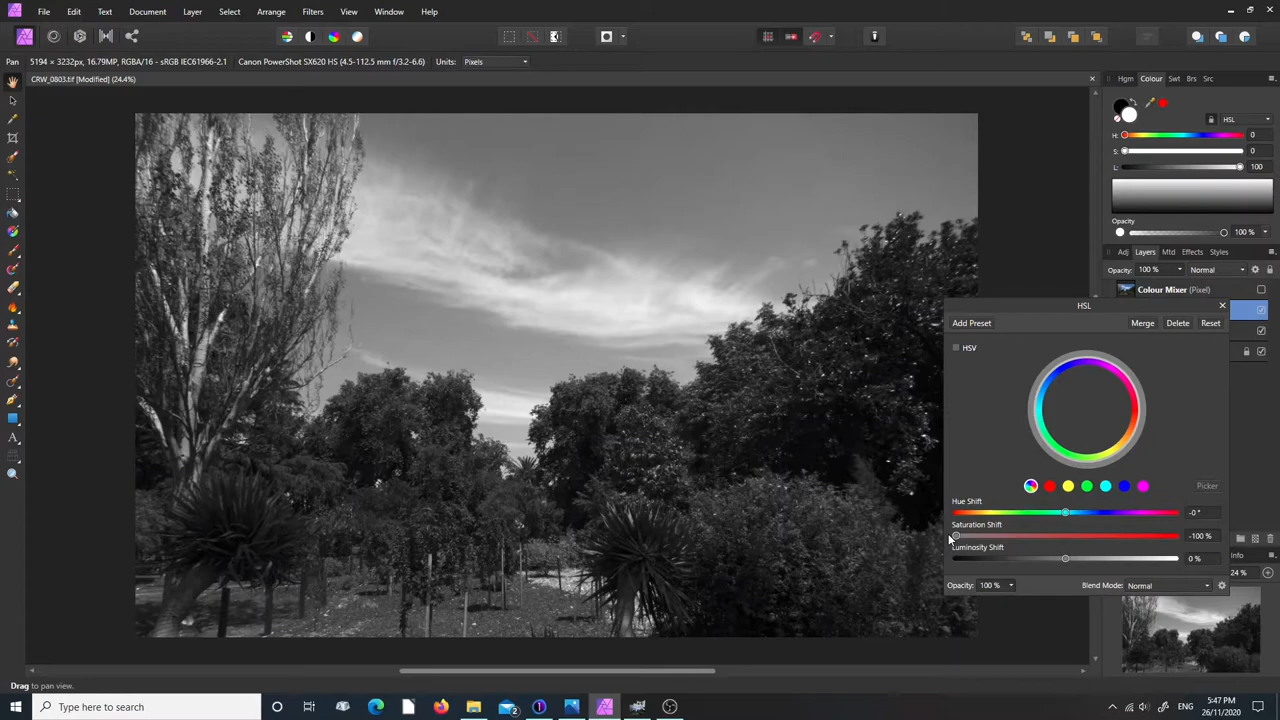 File Edit Text Document Layer Select Arrange Filters View Window Help
Pan 5194 × 3232px, 16.79MP, RGBA/16 - sRGB IEC61966-2.1 Canon PowerShot SX620 HS (4.5-112.5 mm f/3.2-6.6) Units: Pixels
CRW_0803.tif [Modified] (24.4%)
Hgm Colour Swt Brs Src
HSL
H: 0
S: 0
L: 100
Opacity
100 %
Adj Layers Mtd Effects Styles
Opacity: 100 % Normal
Colour Mixer (Pixel)
HSL
Add Preset Merge Delete Reset
HSV
Picker
Hue Shift
-0 °
Saturation Shift
-100 %
Luminosity Shift
0 %
Opacity: 100 % Blend Mode: Normal
Info
24 %
Drag to pan view.
Type here to search
2
ENG
5:47 PM
26/11/2020